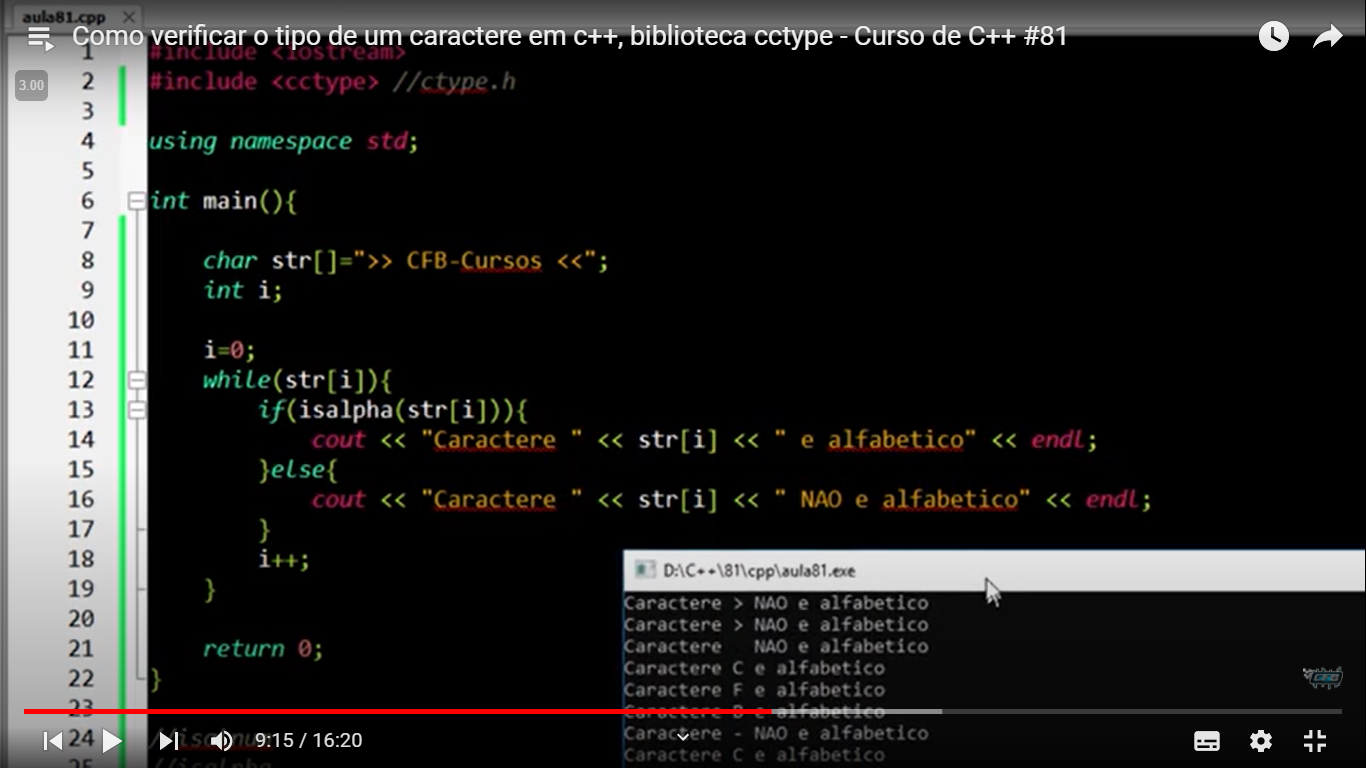 aula81.cpp
Como verificar o tipo de um caractere em c++, biblioteca cctype - Curso de C++ #81
3.00
1 #include <iostream>
2 #include <cctype> //ctype.h
3
4 using namespace std;
5
6 int main(){
7
8 char str[]=">> CFB-Cursos <<";
9 int i;
10
11 i=0;
12 while(str[i]){
13 if(isalpha(str[i])){
14 cout << "Caractere " << str[i] << " e alfabetico" << endl;
15 }else{
16 cout << "Caractere " << str[i] << " NAO e alfabetico" << endl;
17 }
18 i++;
19 }
20
21 return 0;
22 }
23
24
25 //isalpha
D:\C++\81\cpp\aula81.exe
Caractere > NAO e alfabetico
Caractere > NAO e alfabetico
Caractere   NAO e alfabetico
Caractere C e alfabetico
Caractere F e alfabetico
Caractere B e alfabetico
Caractere - NAO e alfabetico
Caractere C e alfabetico
9:15 / 16:20